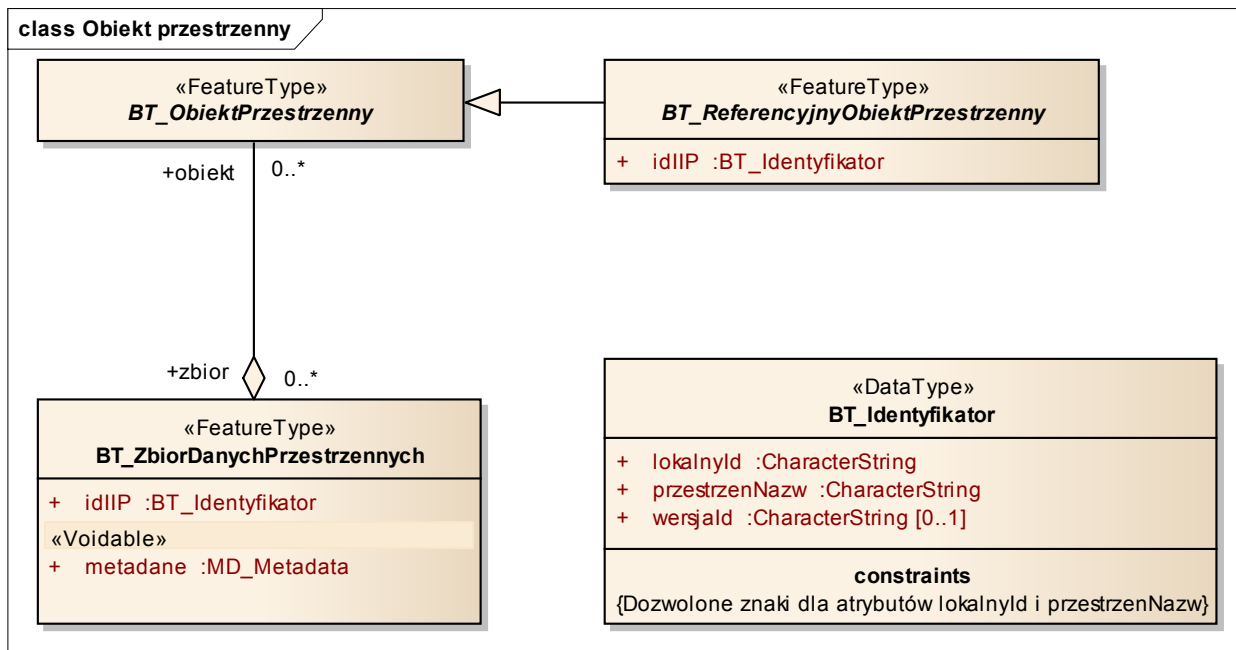 class Obiekt przestrzenny
«FeatureType»
BT_ObiektPrzestrzenny
«FeatureType»
BT_ReferencyjnyObiektPrzestrzenny
+ idIIP :BT_Identyfikator
+obiekt 0..*
+zbior 0..*
«FeatureType»
BT_ZbiorDanychPrzestrzennych
+ idIIP :BT_Identyfikator
«Voidable»
+ metadane :MD_Metadata
«DataType»
BT_Identyfikator
+ lokalnyId :CharacterString
+ przestrzenNazw :CharacterString
+ wersjaId :CharacterString [0..1]
constraints
{Dozwolone znaki dla atrybutów lokalnyId i przestrzenNazw}